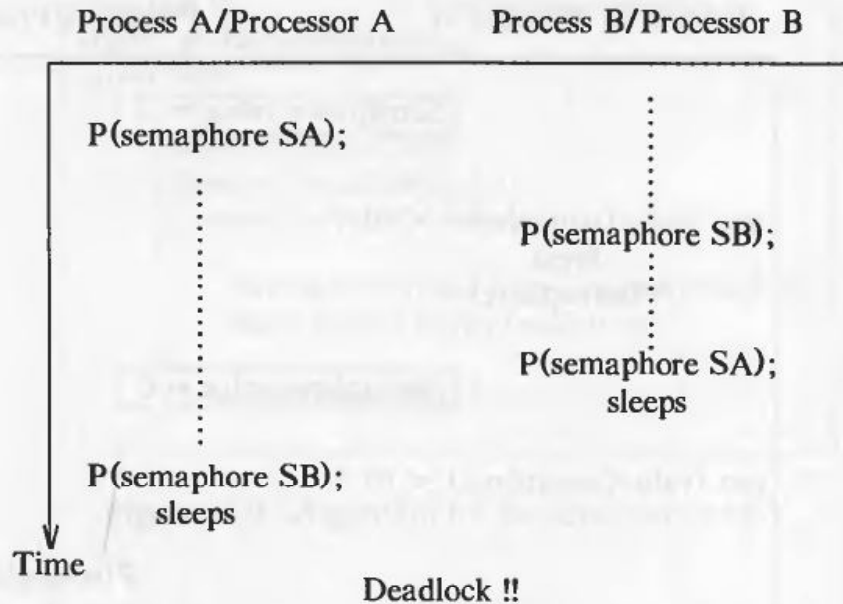 Process A/Processor A
Process B/Processor B
P(semaphore SA);
P(semaphore SB);
P(semaphore SA);
sleeps
P(semaphore SB);
sleeps
Time
Deadlock !!